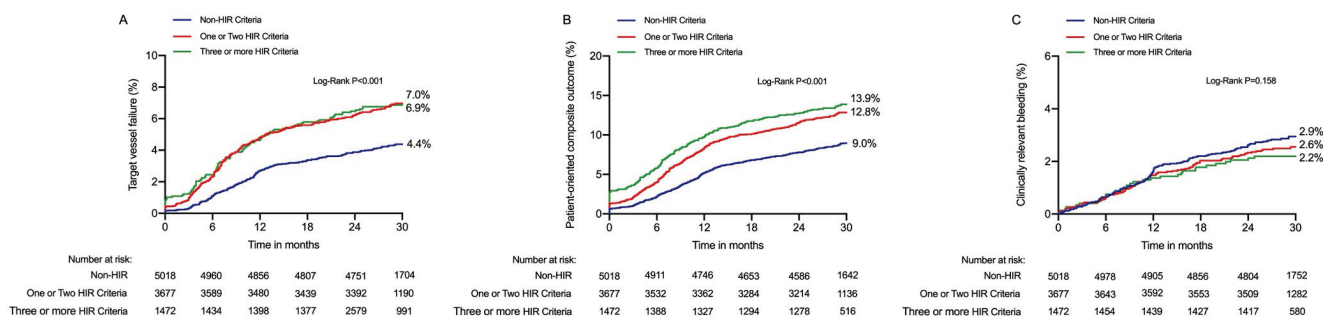 A
Non-HIR Criteria
One or Two HIR Criteria
Three or more HIR Criteria
Target vessel failure (%)
10
8
6
4
2
0
Log-Rank P<0.001
7.0%
6.9%
4.4%
0 6 12 18 24 30
Time in months
Number at risk:
Non-HIR 5018 4960 4856 4807 4751 1704
One or Two HIR Criteria 3677 3589 3480 3439 3392 1190
Three or more HIR Criteria 1472 1434 1398 1377 2579 991
B
Non-HIR Criteria
One or Two HIR Criteria
Three or more HIR Criteria
Patient-oriented composite outcome (%)
20
15
10
5
0
Log-Rank P<0.001
13.9%
12.8%
9.0%
0 6 12 18 24 30
Time in months
Number at risk:
Non-HIR 5018 4911 4746 4653 4586 1642
One or Two HIR Criteria 3677 3532 3362 3284 3214 1136
Three or more HIR Criteria 1472 1388 1327 1294 1278 516
C
Non-HIR Criteria
One or Two HIR Criteria
Three or more HIR Criteria
Clinically relevant bleeding (%)
6
4
2
0
Log-Rank P=0.158
2.9%
2.6%
2.2%
0 6 12 18 24 30
Time in months
Number at risk:
Non-HIR 5018 4978 4905 4856 4804 1752
One or Two HIR Criteria 3677 3643 3592 3553 3509 1282
Three or more HIR Criteria 1472 1454 1439 1427 1417 580